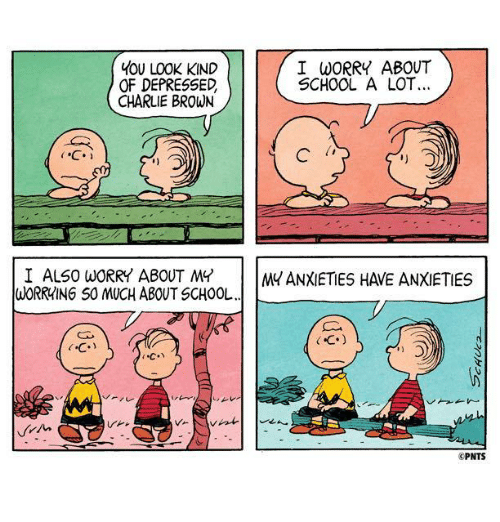 YOU LOOK KIND
OF DEPRESSED,
CHARLIE BROWN
I WORRY ABOUT
SCHOOL A LOT...
I ALSO WORRY ABOUT MY
WORRYING SO MUCH ABOUT SCHOOL..
MY ANXIETIES HAVE ANXIETIES
SCHULZ
©PNTS